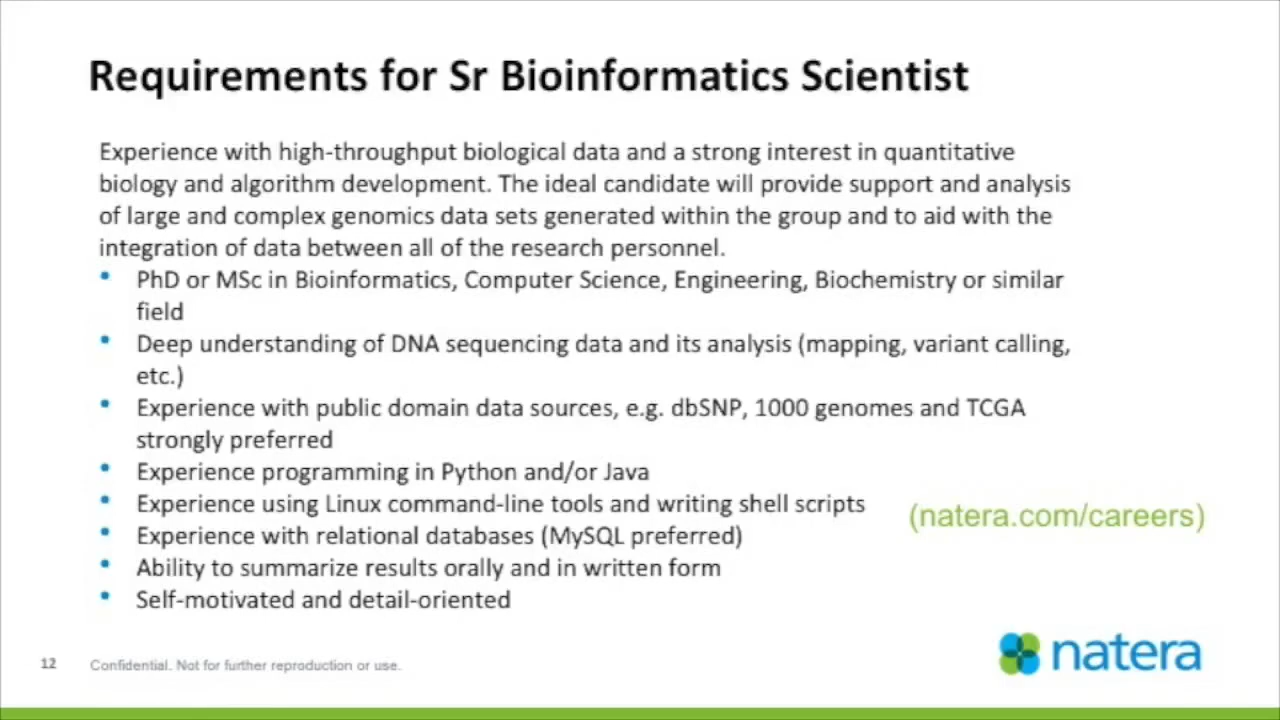 Requirements for Sr Bioinformatics Scientist
Experience with high-throughput biological data and a strong interest in quantitative
biology and algorithm development. The ideal candidate will provide support and analysis
of large and complex genomics data sets generated within the group and to aid with the
integration of data between all of the research personnel.
• PhD or MSc in Bioinformatics, Computer Science, Engineering, Biochemistry or similar
field
• Deep understanding of DNA sequencing data and its analysis (mapping, variant calling,
etc.)
• Experience with public domain data sources, e.g. dbSNP, 1000 genomes and TCGA
strongly preferred
• Experience programming in Python and/or Java
• Experience using Linux command-line tools and writing shell scripts
(natera.com/careers)
• Experience with relational databases (MySQL preferred)
• Ability to summarize results orally and in written form
• Self-motivated and detail-oriented
12 Confidential. Not for further reproduction or use.
natera